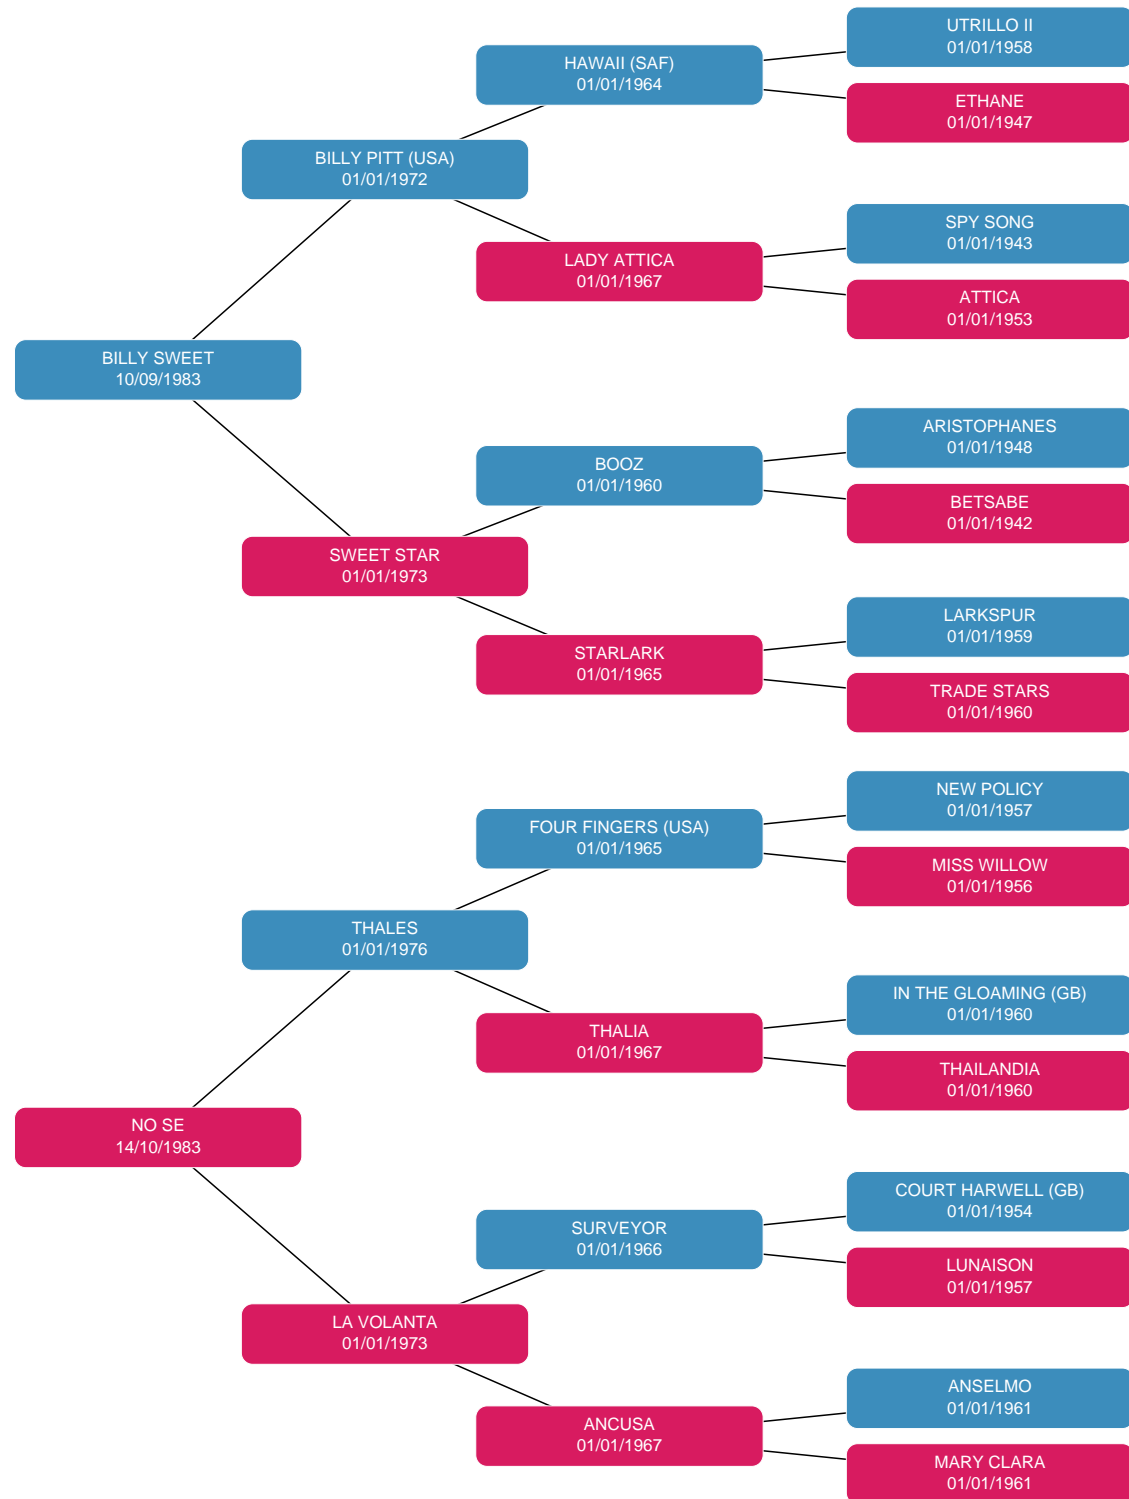 UTRILLO II
01/01/1958
HAWAII (SAF)
01/01/1964
ETHANE
01/01/1947
BILLY PITT (USA)
01/01/1972
SPY SONG
01/01/1943
LADY ATTICA
01/01/1967
ATTICA
01/01/1953
BILLY SWEET
10/09/1983
ARISTOPHANES
01/01/1948
BOOZ
01/01/1960
BETSABE
01/01/1942
SWEET STAR
01/01/1973
LARKSPUR
01/01/1959
STARLARK
01/01/1965
TRADE STARS
01/01/1960
NEW POLICY
01/01/1957
FOUR FINGERS (USA)
01/01/1965
MISS WILLOW
01/01/1956
THALES
01/01/1976
IN THE GLOAMING (GB)
01/01/1960
THALIA
01/01/1967
THAILANDIA
01/01/1960
NO SE
14/10/1983
COURT HARWELL (GB)
01/01/1954
SURVEYOR
01/01/1966
LUNAISON
01/01/1957
LA VOLANTA
01/01/1973
ANSELMO
01/01/1961
ANCUSA
01/01/1967
MARY CLARA
01/01/1961